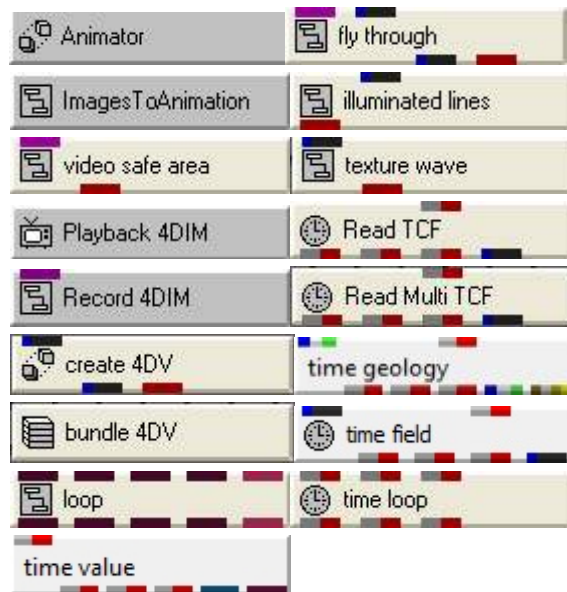 Animator
fly through
ImagesToAnimation
illuminated lines
video safe area
texture wave
Playback 4DIM
Read TCF
Record 4DIM
Read Multi TCF
create 4DV
time geology
bundle 4DV
time field
loop
time loop
time value